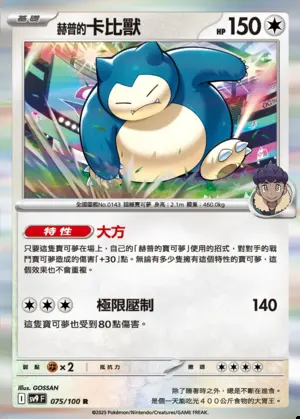 基礎 赫普的卡比獸 HP 150
全國圖鑑No.0143 瞌睡寶可夢 身高：2.1m 體重：460.0kg
特性 大方
只要這隻寶可夢在場上，自己的「赫普的寶可夢」使用的招式，對對手的戰
鬥寶可夢造成的傷害「+30」點。無論有多少隻擁有這個特性的寶可夢，這
個效果也不會重複。
極限壓制 140
這隻寶可夢也受到80點傷害。
弱點 ×2 抵抗力 撤退
Illus. GOSSAN
I SV9 F 075/100 R
除了睡著時之外，總是不斷在進食。
是個一天能吃光４００公斤食物的大胃王。
©2025 Pokémon/Nintendo/Creatures/GAME FREAK.